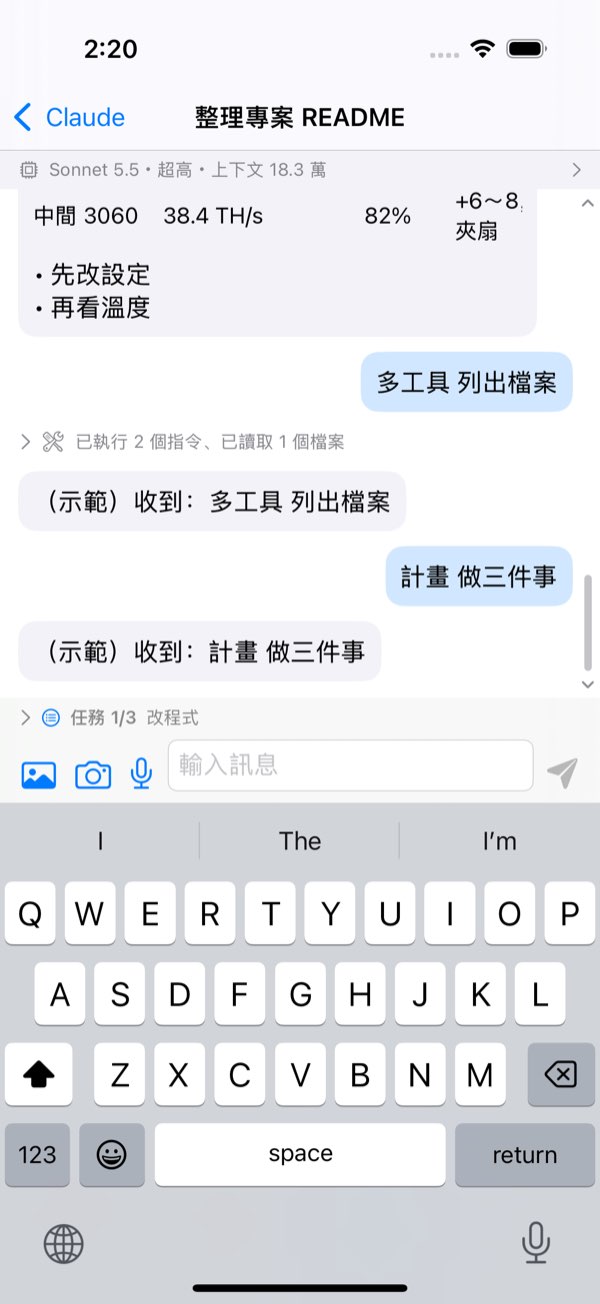 2:20
Claude
整理專案 README
Sonnet 5.5・超高・上下文 18.3 萬
中間 3060 38.4 TH/s 82% +6～8
夾扇
・先改設定
・再看溫度
多工具 列出檔案
已執行 2 個指令、已讀取 1 個檔案
（示範）收到：多工具 列出檔案
計畫 做三件事
（示範）收到：計畫 做三件事
任務 1/3 改程式
輸入訊息
I The I'm
Q W E R T Y U I O P
A S D F G H J K L
Z X C V B N M
123 space return